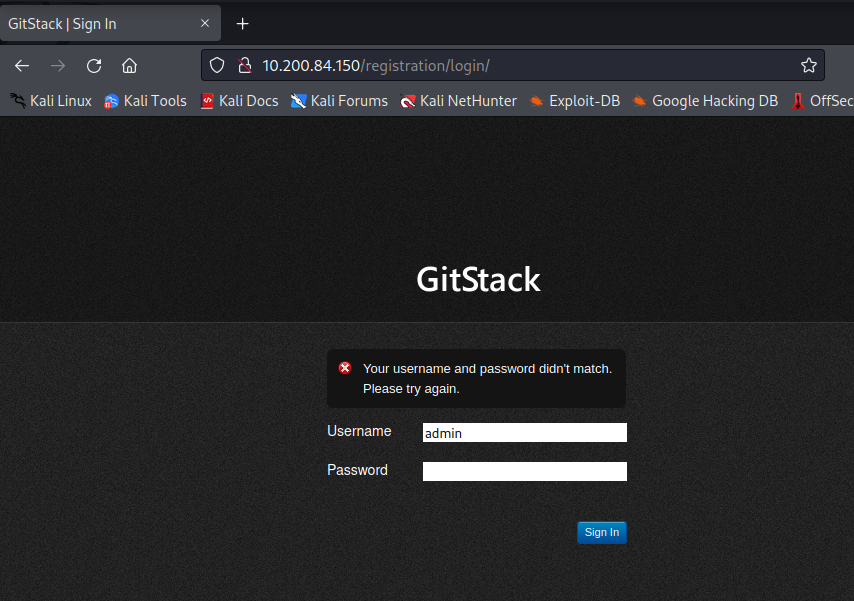 GitStack | Sign In
10.200.84.150/registration/login/
Kali Linux Kali Tools Kali Docs Kali Forums Kali NetHunter Exploit-DB Google Hacking DB OffSec
GitStack
Your username and password didn't match.
Please try again.
Username admin
Password
Sign In